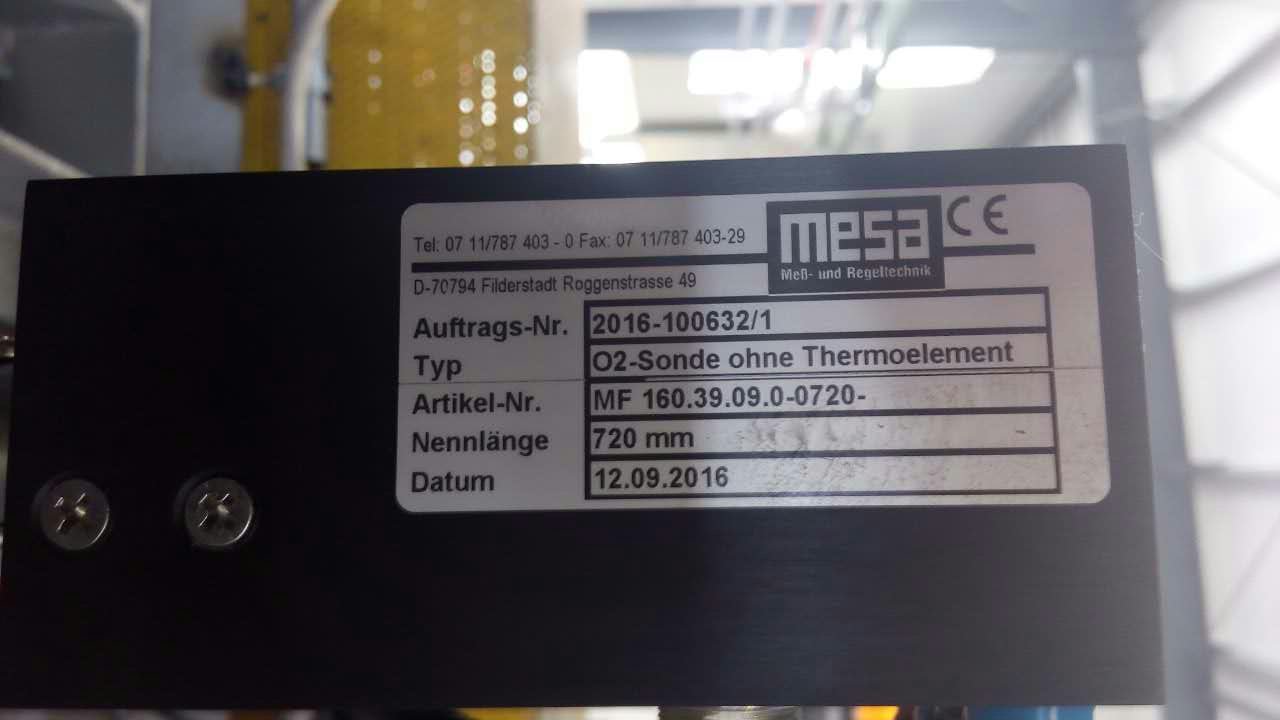 Tel: 07 11/787 403 - 0 Fax: 07 11/787 403-29
mesa
Meß- und Regeltechnik
CE
D-70794 Filderstadt Roggenstrasse 49
Auftrags-Nr. 2016-100632/1
Typ O2-Sonde ohne Thermoelement
Artikel-Nr. MF 160.39.09.0-0720-
Nennlänge 720 mm
Datum 12.09.2016